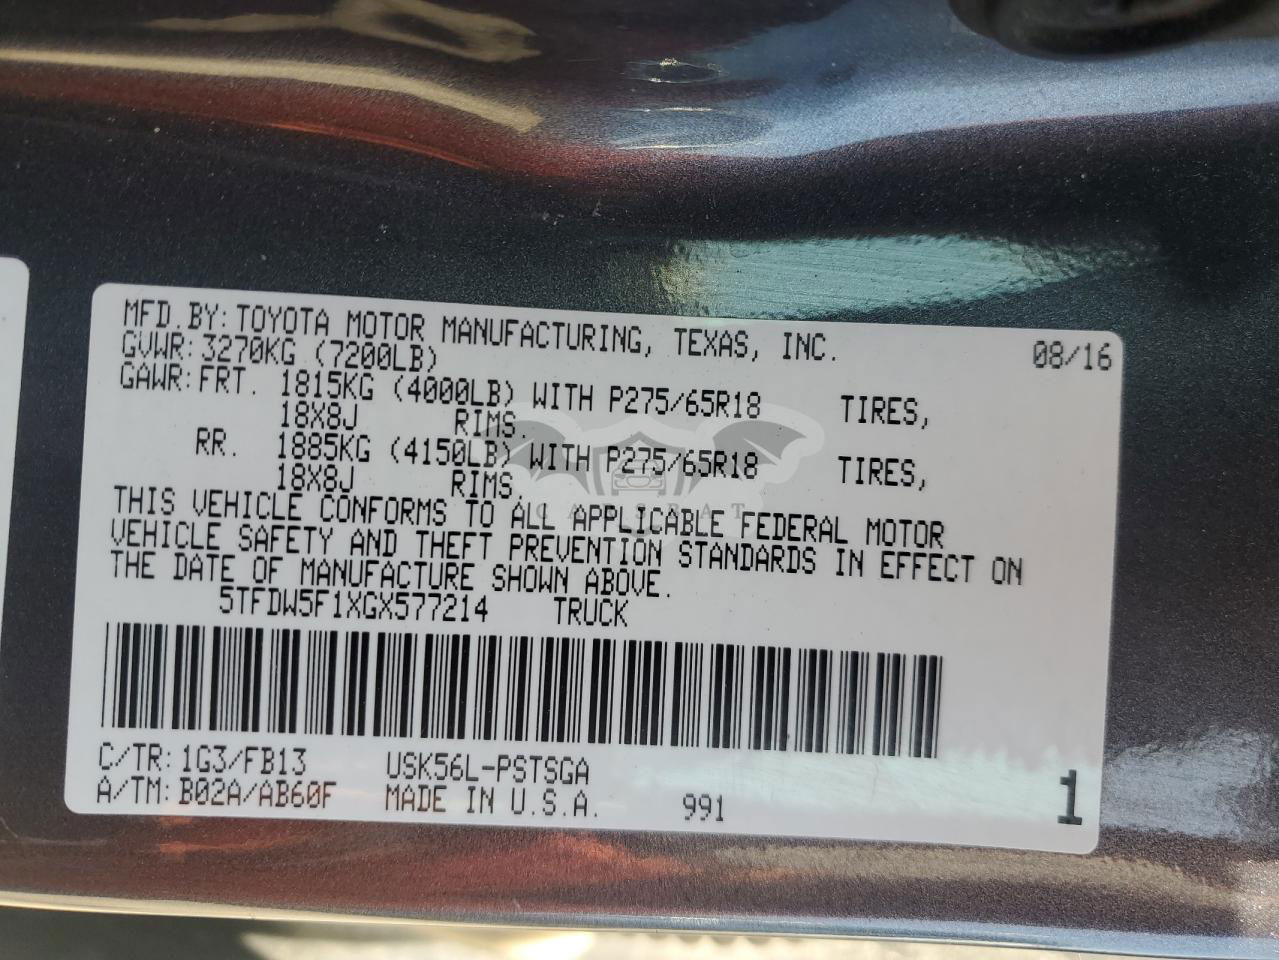 MFD BY: TOYOTA MOTOR MANUFACTURING, TEXAS, INC. 08/16
GVWR: 3270KG (7200LB)
GAWR: FRT. 1815KG (4000LB) WITH P275/65R18 TIRES,
18X8J RIMS.
RR. 1885KG (4150LB) WITH P275/65R18 TIRES,
18X8J RIMS.
THIS VEHICLE CONFORMS TO ALL APPLICABLE FEDERAL MOTOR
VEHICLE SAFETY AND THEFT PREVENTION STANDARDS IN EFFECT ON
THE DATE OF MANUFACTURE SHOWN ABOVE.
5TFDW5F1XGX577214 TRUCK
C/TR: 1G3/FB13 USK56L-PSTSGA
A/TM: B02A/AB60F MADE IN U.S.A. 991 1
CARSBAT